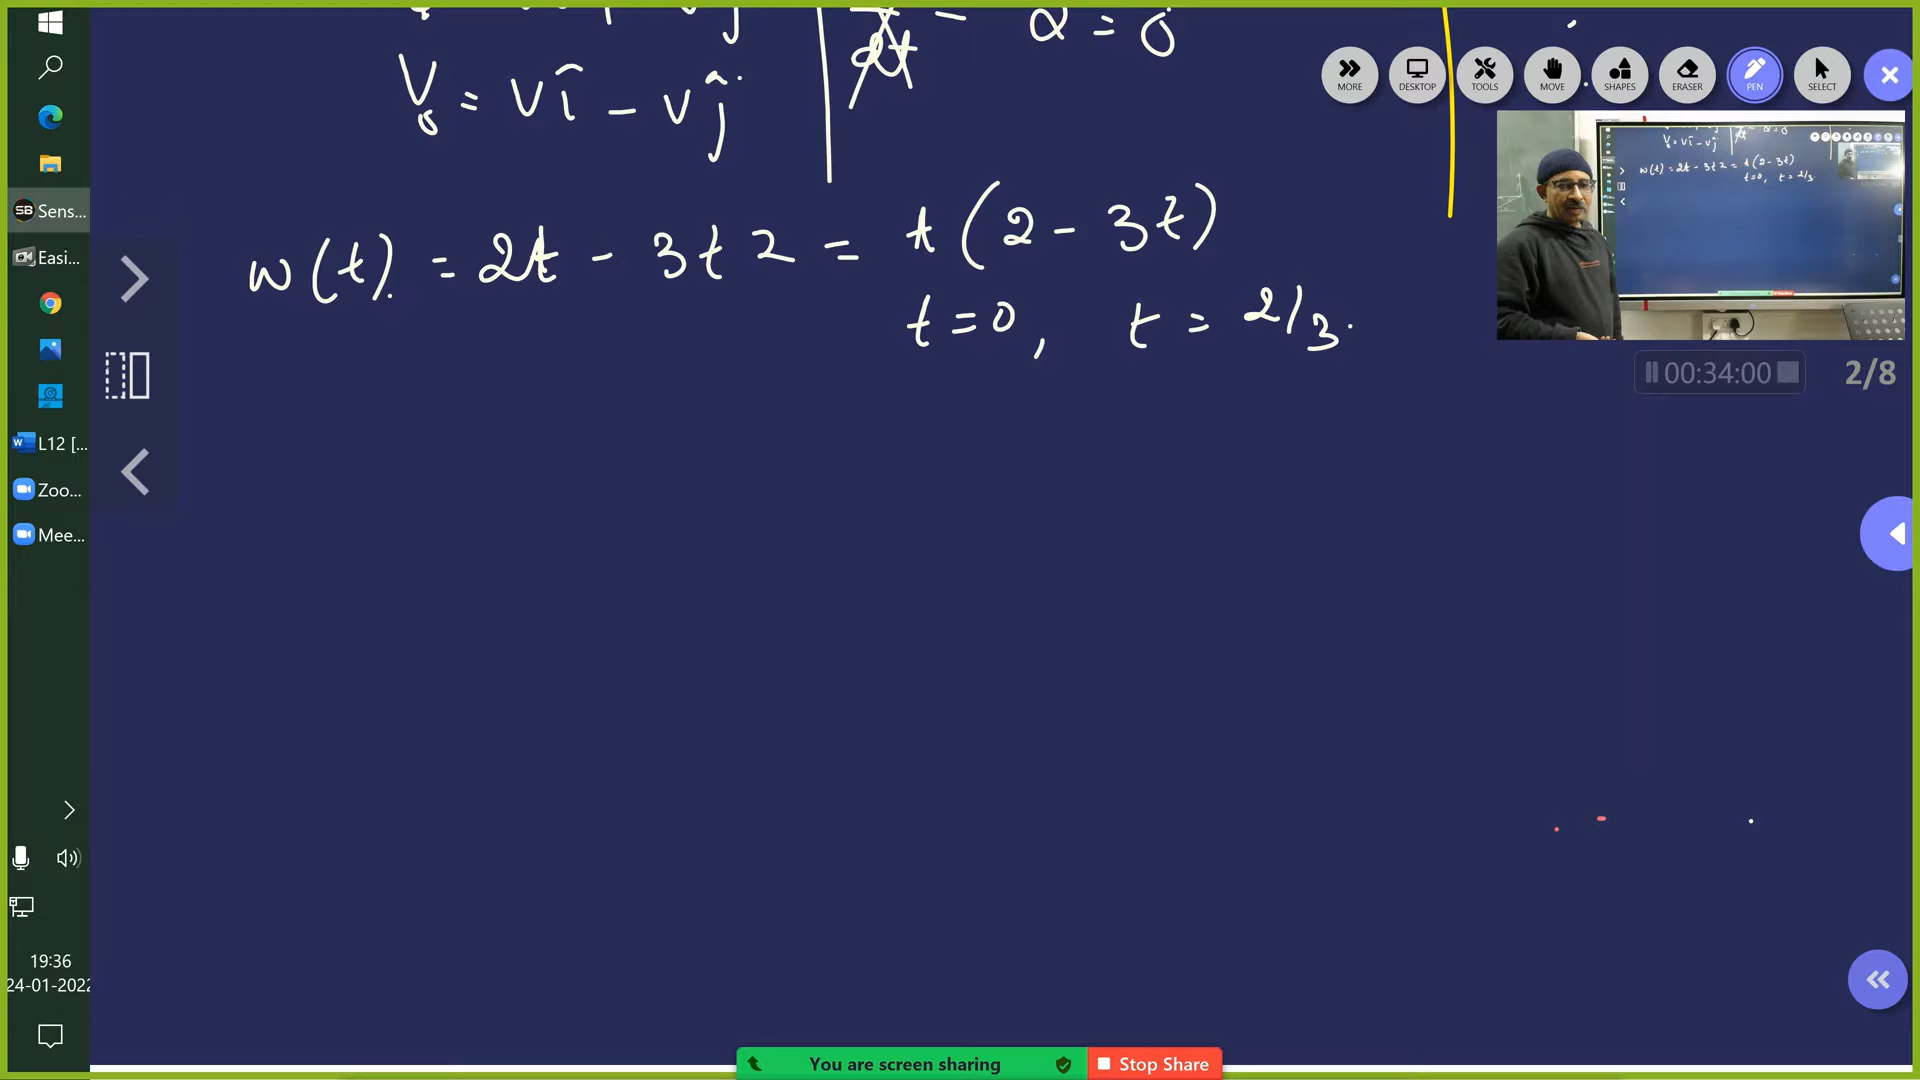 - α = 0
2t
V₀ = vî - vĵ
MORE
DESKTOP
TOOLS
MOVE
SHAPES
ERASER
PEN
SELECT
w(t) = 2t - 3t2 = t(2 - 3t)
t=0, t = 2/3.
00:34:00
2/8
Sens...
Easi...
L12 [...
Zoo...
Mee...
19:36
24-01-2022
You are screen sharing
Stop Share